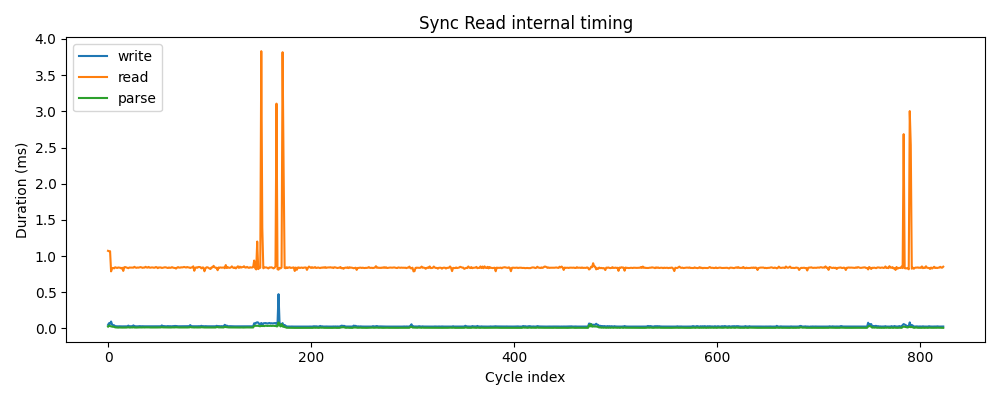 Sync Read internal timing
write
read
parse
Duration (ms)
4.0
3.5
3.0
2.5
2.0
1.5
1.0
0.5
0.0
0
200
400
600
800
Cycle index